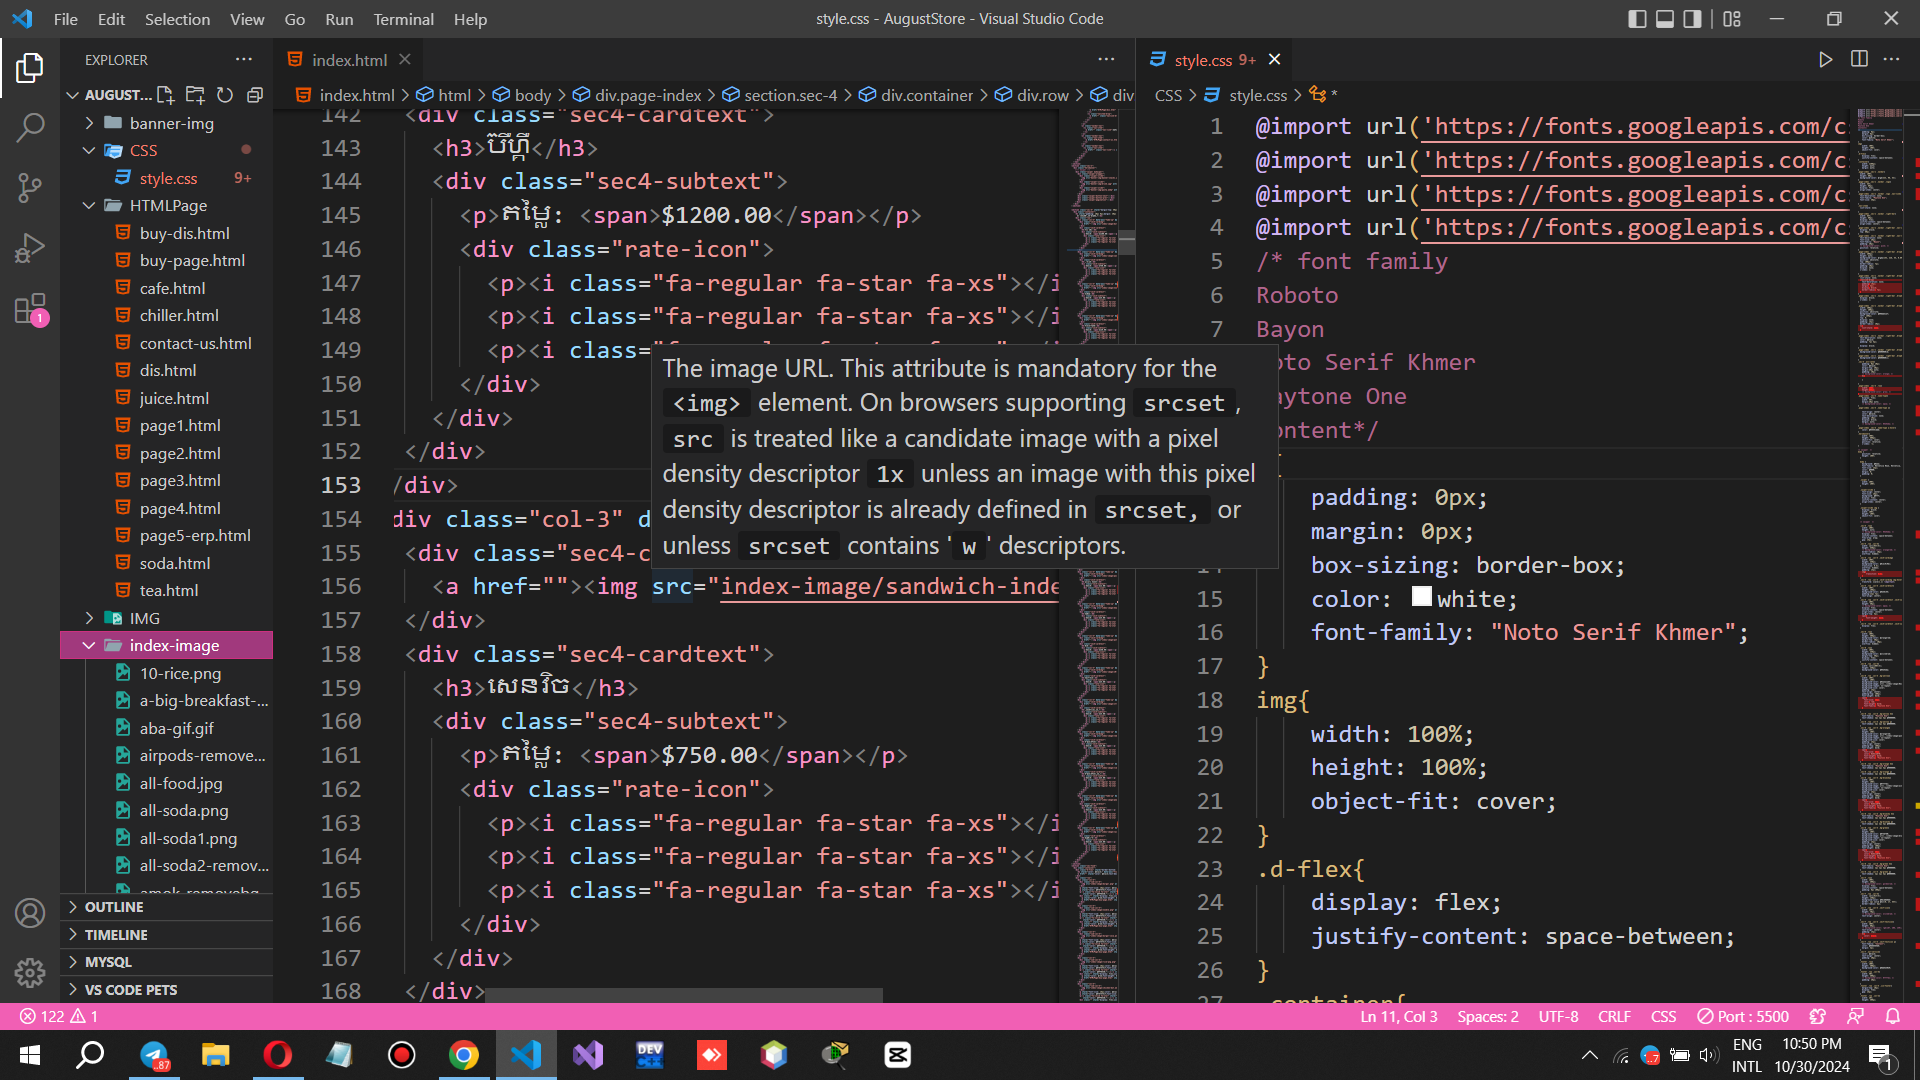 File Edit Selection View Go Run Terminal Help
style.css - AugustStore - Visual Studio Code
EXPLORER
AUGUST...
banner-img
CSS
style.css 9+
HTMLPage
buy-dis.html
buy-page.html
cafe.html
chiller.html
contact-us.html
dis.html
juice.html
page1.html
page2.html
page3.html
page4.html
page5-erp.html
soda.html
tea.html
IMG
index-image
10-rice.png
a-big-breakfast-...
aba-gif.gif
airpods-remove...
all-food.jpg
all-soda.png
all-soda1.png
all-soda2-remov...
OUTLINE
TIMELINE
MYSQL
VS CODE PETS
1
index.html
index.html > html > body > div.page-index > section.sec-4 > div.container > div.row > div
142 <div class="sec4-cardtext">
143 <h3>ប៊ឺហ្គឺ</h3>
144 <div class="sec4-subtext">
145 <p>តម្លៃ: <span>$1200.00</span></p>
146 <div class="rate-icon">
147 <p><i class="fa-regular fa-star fa-xs"></i
148 <p><i class="fa-regular fa-star fa-xs"></i
149 <p><i class=
150 </div>
151 </div>
152 </div>
153 /div>
154 div class="col-3" d
155 <div class="sec4-c
156 <a href=""><img src="index-image/sandwich-inde
157 </div>
158 <div class="sec4-cardtext">
159 <h3>សេនវិច</h3>
160 <div class="sec4-subtext">
161 <p>តម្លៃ: <span>$750.00</span></p>
162 <div class="rate-icon">
163 <p><i class="fa-regular fa-star fa-xs"></i
164 <p><i class="fa-regular fa-star fa-xs"></i
165 <p><i class="fa-regular fa-star fa-xs"></i
166 </div>
167 </div>
168 </div>
The image URL. This attribute is mandatory for the
<img> element. On browsers supporting srcset,
src is treated like a candidate image with a pixel
density descriptor 1x unless an image with this pixel
density descriptor is already defined in srcset, or
unless srcset contains 'w' descriptors.
style.css 9+
CSS > style.css > *
1 @import url('https://fonts.googleapis.com/c
2 @import url('https://fonts.googleapis.com/c
3 @import url('https://fonts.googleapis.com/c
4 @import url('https://fonts.googleapis.com/c
5 /* font family
6 Roboto
7 Bayon
oto Serif Khmer
aytone One
ontent*/
padding: 0px;
margin: 0px;
box-sizing: border-box;
15 color: white;
16 font-family: "Noto Serif Khmer";
17 }
18 img{
19 width: 100%;
20 height: 100%;
21 object-fit: cover;
22 }
23 .d-flex{
24 display: flex;
25 justify-content: space-between;
26 }
27 .container{
122 1
Ln 11, Col 3 Spaces: 2 UTF-8 CRLF CSS Port : 5500
87
DEV C++
..7
ENG
INTL
10:50 PM
10/30/2024
1